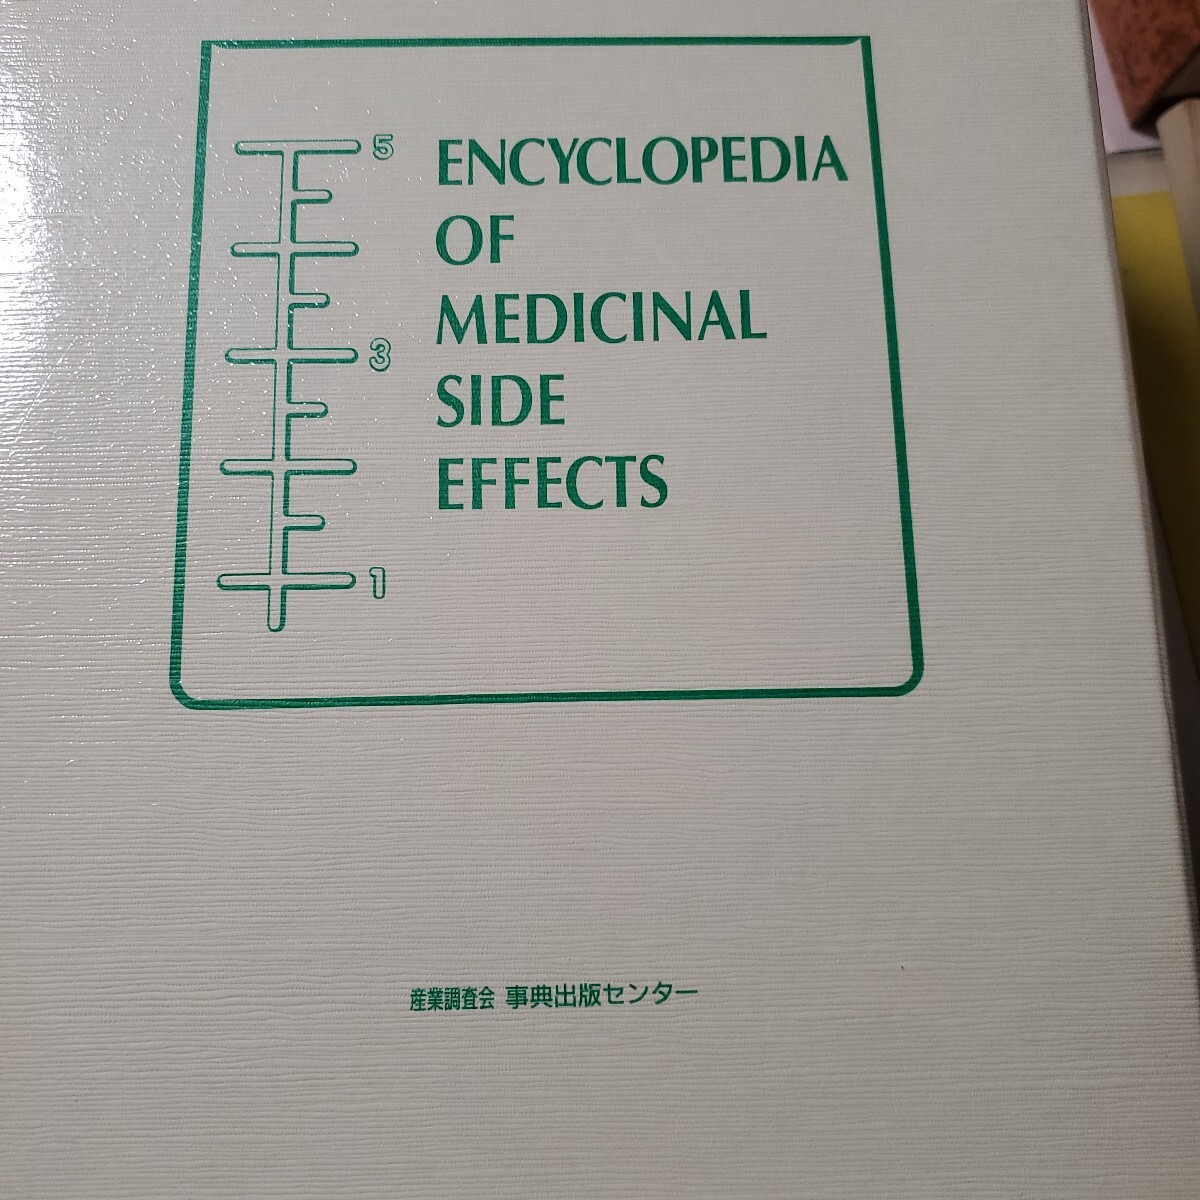 5
3
1
ENCYCLOPEDIA
OF
MEDICINAL
SIDE
EFFECTS
産業調査会 事典出版センター